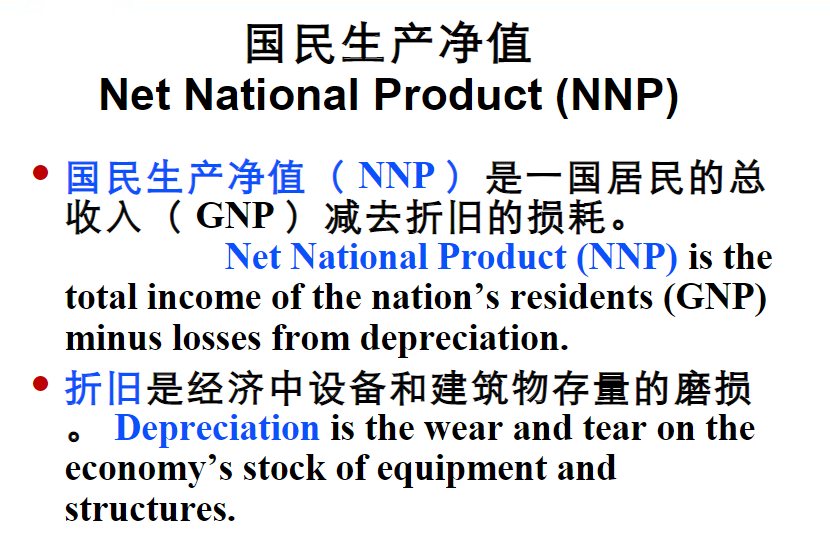 国民生产净值
Net National Product (NNP)
• 国民生产净值（ NNP ）是一国居民的总
收入（ GNP ）减去折旧的损耗。
Net National Product (NNP) is the
total income of the nation’s residents (GNP)
minus losses from depreciation.
• 折旧是经济中设备和建筑物存量的磨损
。 Depreciation is the wear and tear on the
economy’s stock of equipment and
structures.